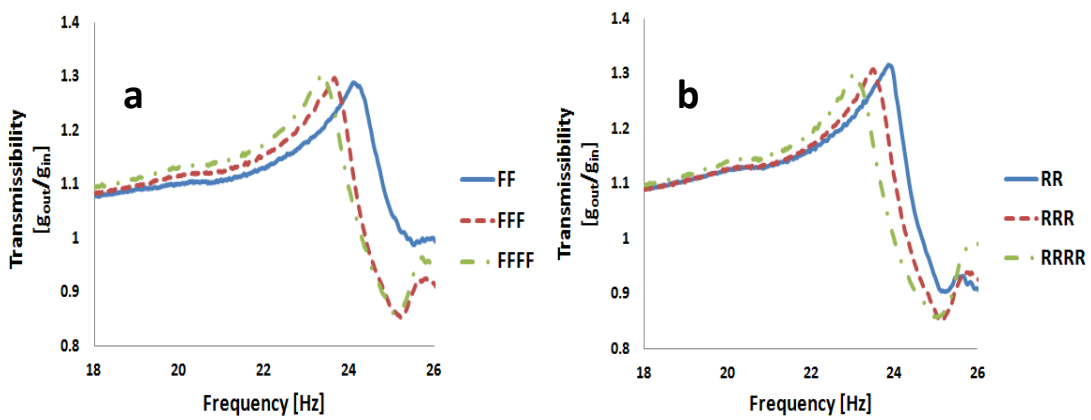 1.4
1.3
1.2
1.1
1
0.9
0.8
18 20 22 24 26
Transmissibility
[gout/gin]
Frequency [Hz]
a
FF
FFF
FFFF
1.4
1.3
1.2
1.1
1
0.9
0.8
18 20 22 24 26
Transmissibility
[gout/gin]
Frequency [Hz]
b
RR
RRR
RRRR